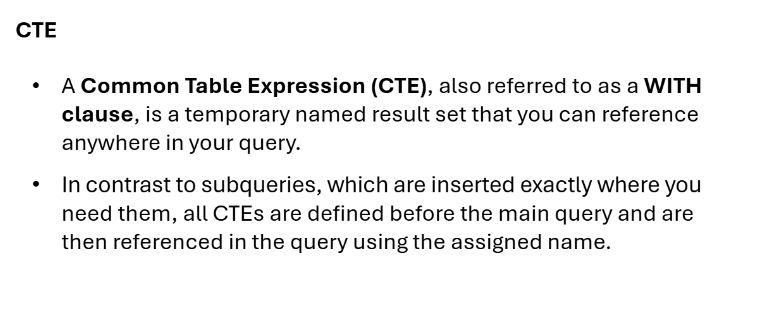 CTE
• A Common Table Expression (CTE), also referred to as a WITH
clause, is a temporary named result set that you can reference
anywhere in your query.
• In contrast to subqueries, which are inserted exactly where you
need them, all CTEs are defined before the main query and are
then referenced in the query using the assigned name.